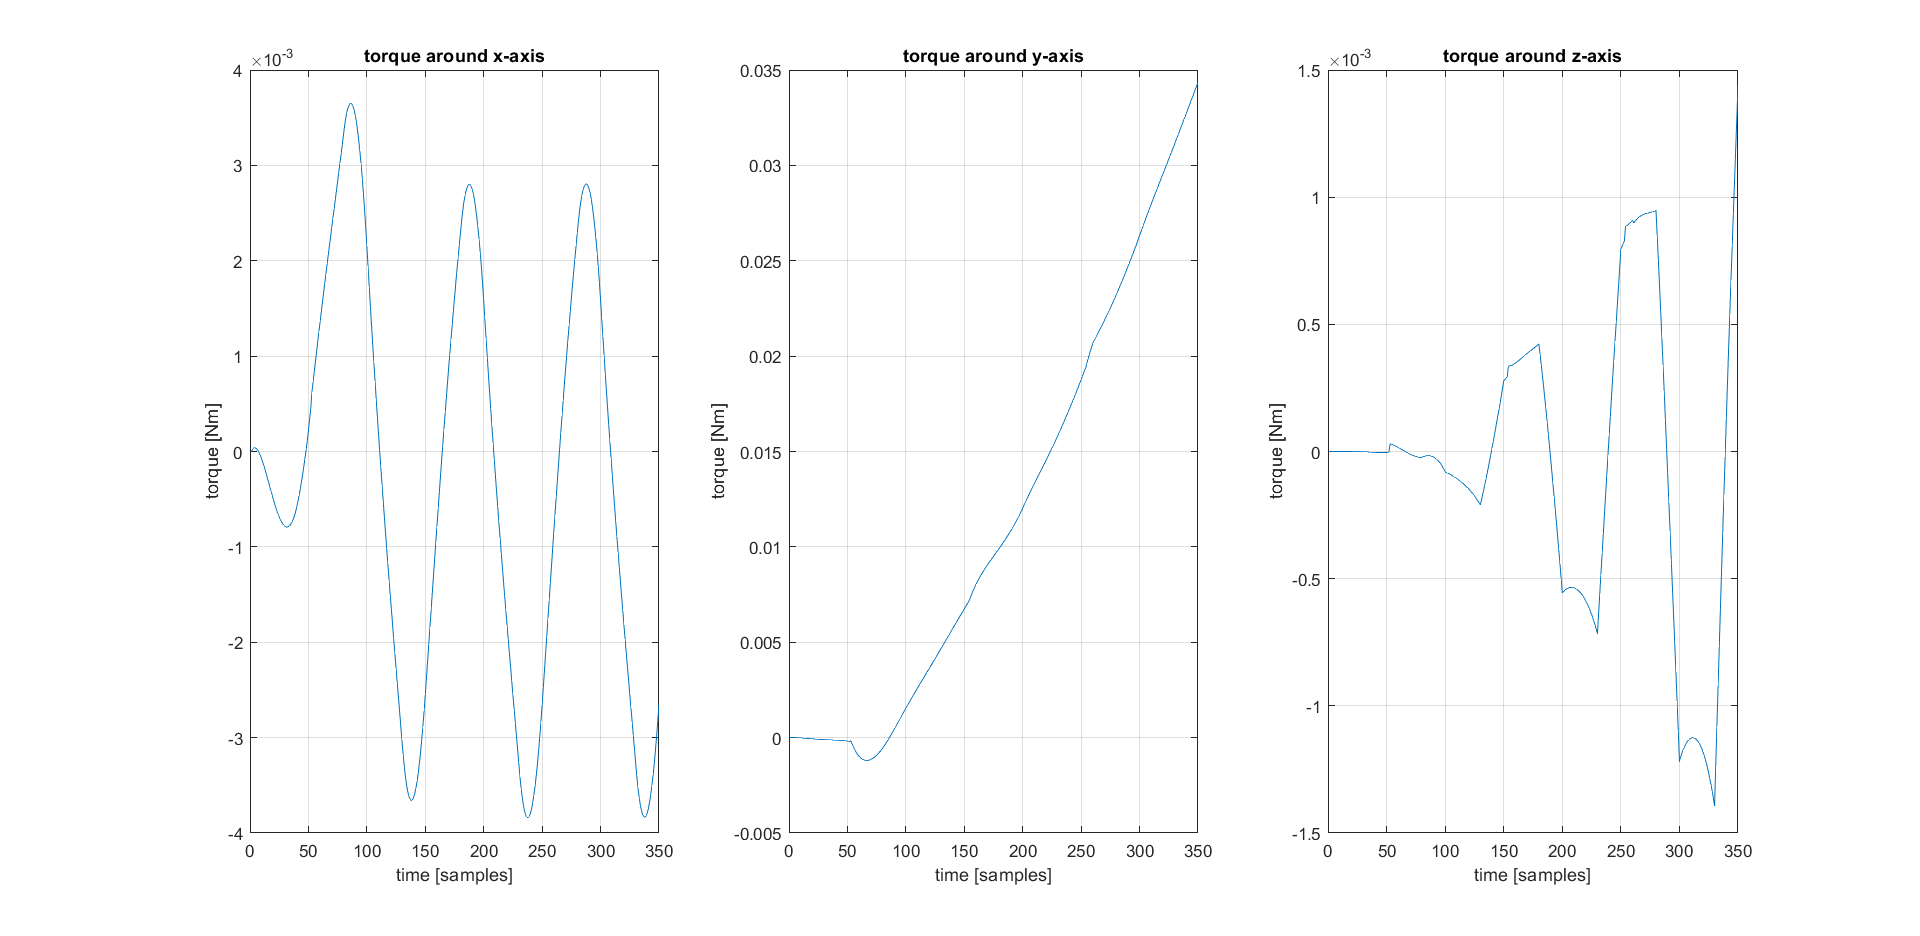 torque around x-axis
×10-3
4
3
2
1
0
-1
-2
-3
-4
torque [Nm]
0 50 100 150 200 250 300 350
time [samples]
torque around y-axis
0.035
0.03
0.025
0.02
0.015
0.01
0.005
0
-0.005
torque [Nm]
0 50 100 150 200 250 300 350
time [samples]
torque around z-axis
×10-3
1.5
1
0.5
0
-0.5
-1
-1.5
torque [Nm]
0 50 100 150 200 250 300 350
time [samples]